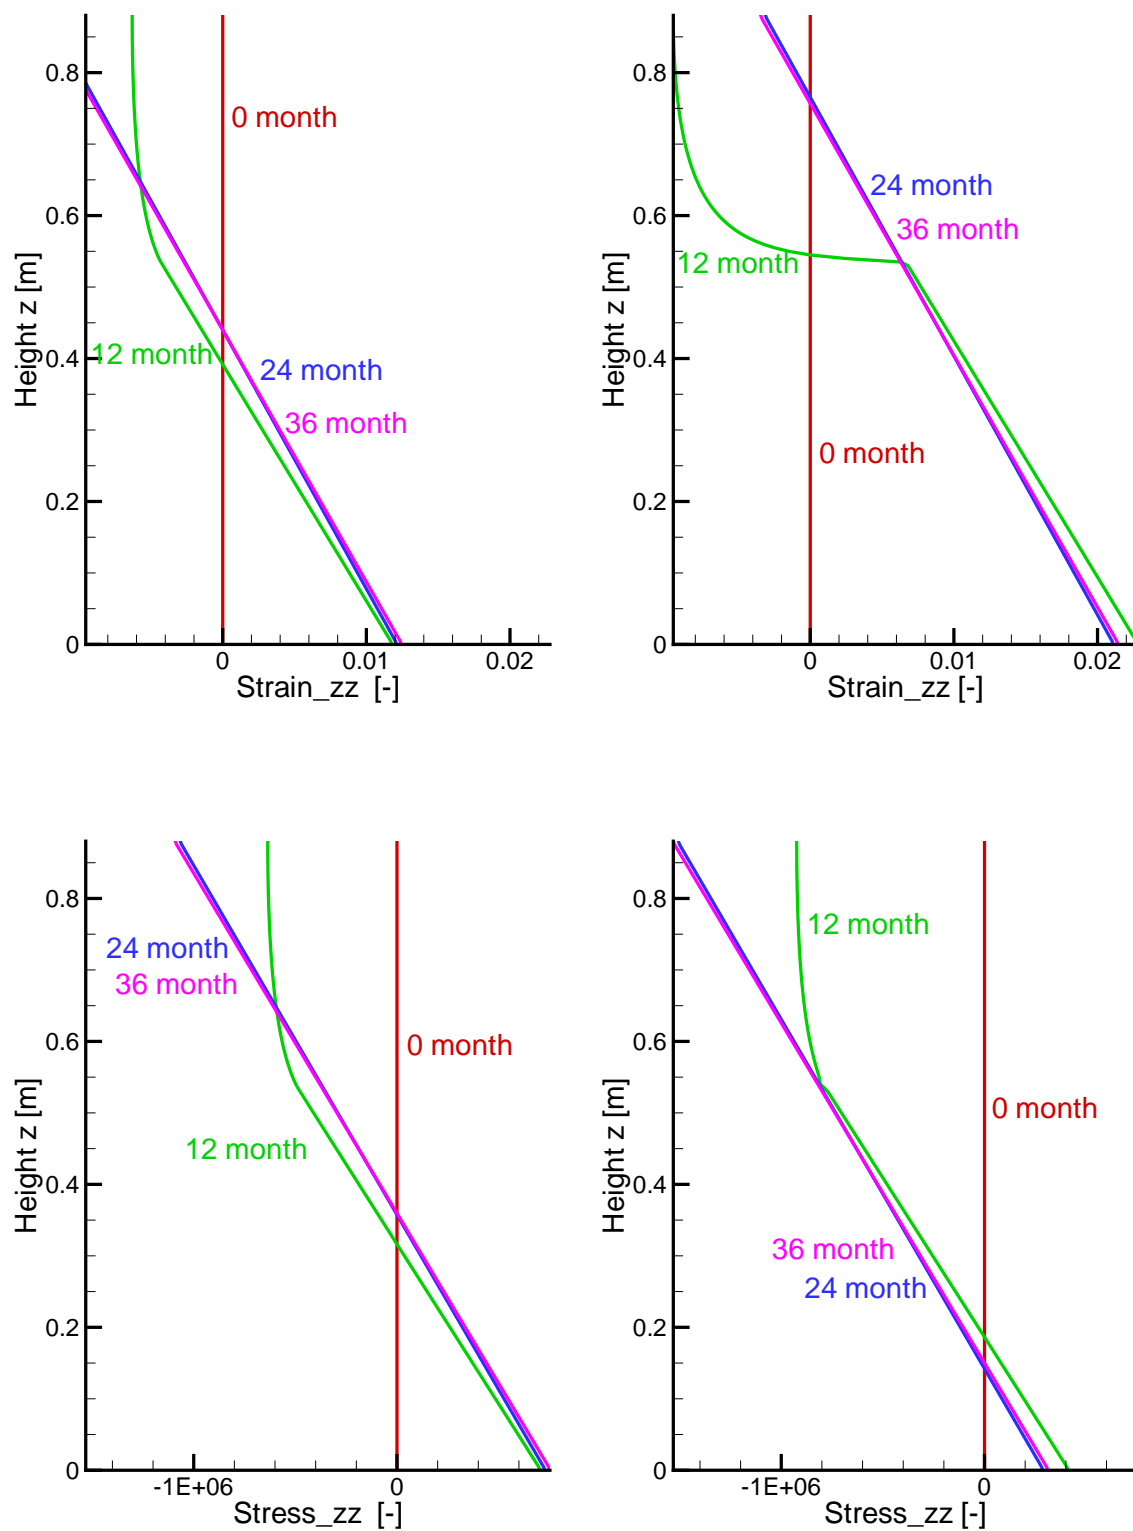 0.8
0 month
0.6
Height z [m]
12 month
0.4
24 month
36 month
0.2
0
0
0.01
0.02
Strain_zz [-]
0.8
24 month
0.6
36 month
12 month
Height z [m]
0.4
0 month
0.2
0
0
0.01
0.02
Strain_zz [-]
0.8
24 month
36 month
0 month
0.6
Height z [m]
12 month
0.4
0.2
0
-1E+06
0
Stress_zz [-]
0.8
12 month
0.6
Height z [m]
0 month
0.4
36 month
24 month
0.2
0
-1E+06
0
Stress_zz [-]